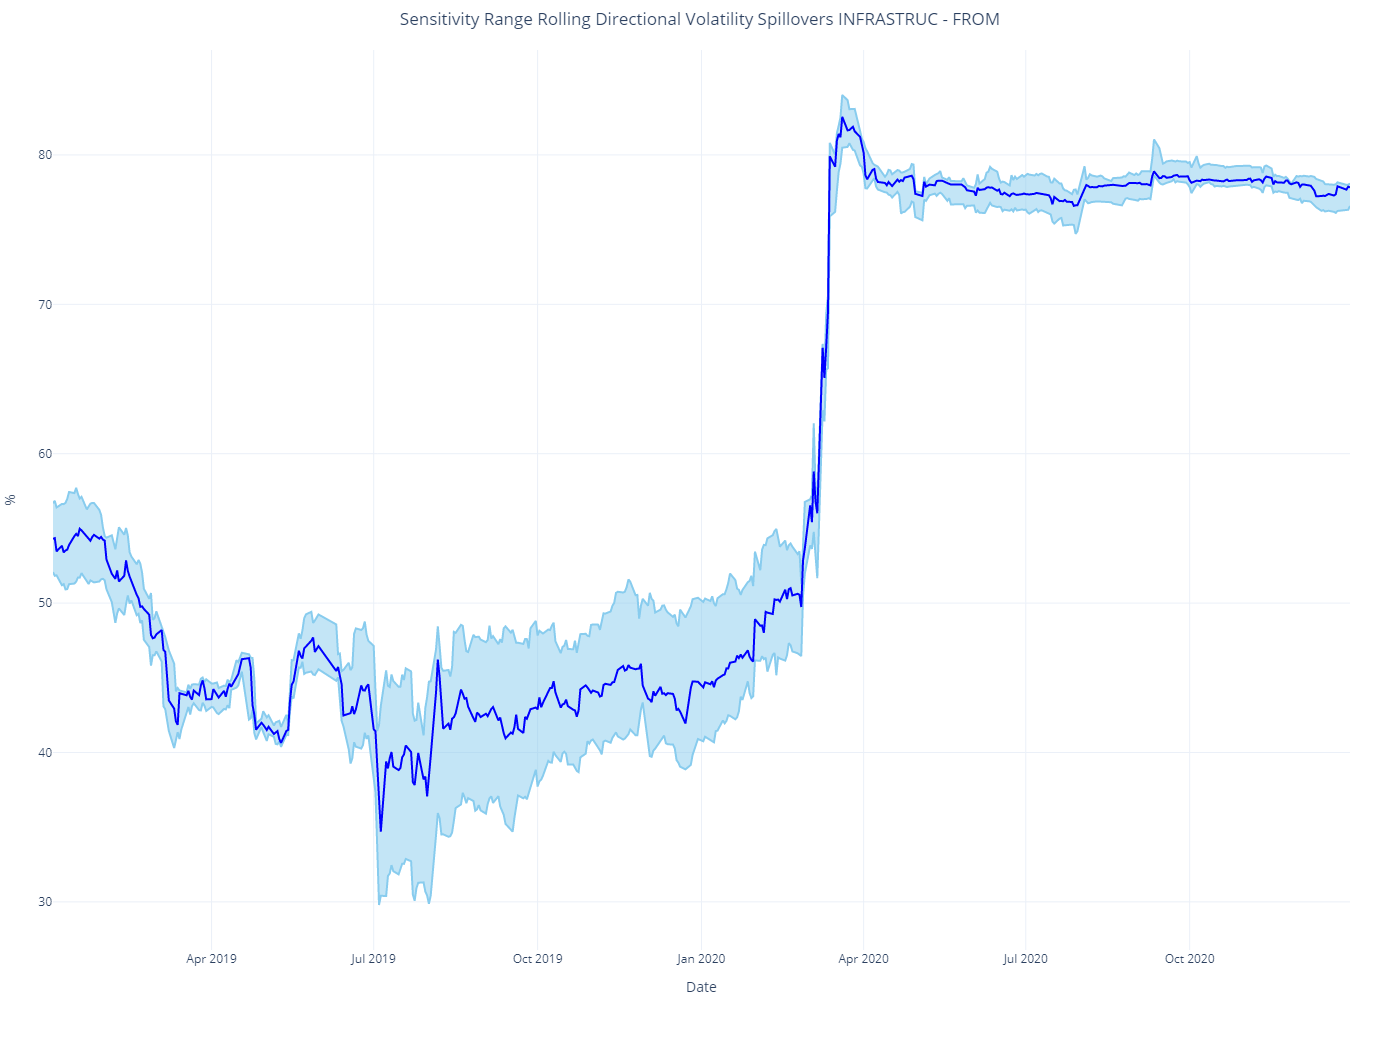 Sensitivity Range Rolling Directional Volatility Spillovers INFRASTRUC - FROM
80
70
60
50
40
30
%
Apr 2019
Jul 2019
Oct 2019
Jan 2020
Apr 2020
Jul 2020
Oct 2020
Date